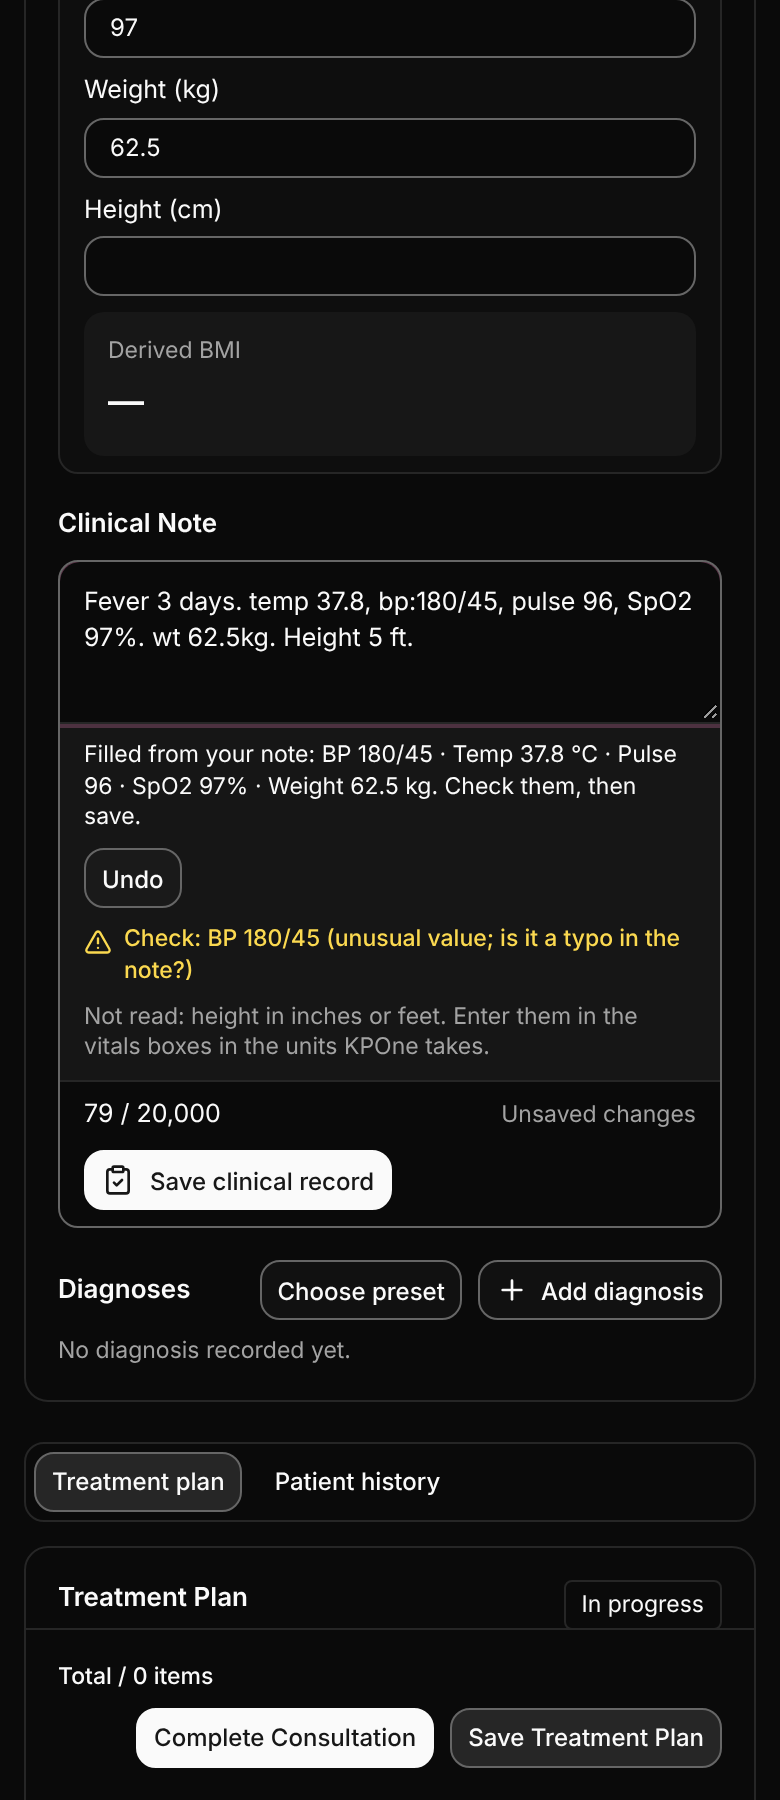 97
Weight (kg)
62.5
Height (cm)
Derived BMI
—
Clinical Note
Fever 3 days. temp 37.8, bp:180/45, pulse 96, SpO2
97%. wt 62.5kg. Height 5 ft.
Filled from your note: BP 180/45 · Temp 37.8 °C · Pulse
96 · SpO2 97% · Weight 62.5 kg. Check them, then
save.
Undo
Check: BP 180/45 (unusual value; is it a typo in the
note?)
Not read: height in inches or feet. Enter them in the
vitals boxes in the units KPOne takes.
79 / 20,000
Unsaved changes
Save clinical record
Diagnoses
Choose preset
Add diagnosis
No diagnosis recorded yet.
Treatment plan
Patient history
Treatment Plan
In progress
Total / 0 items
Complete Consultation
Save Treatment Plan